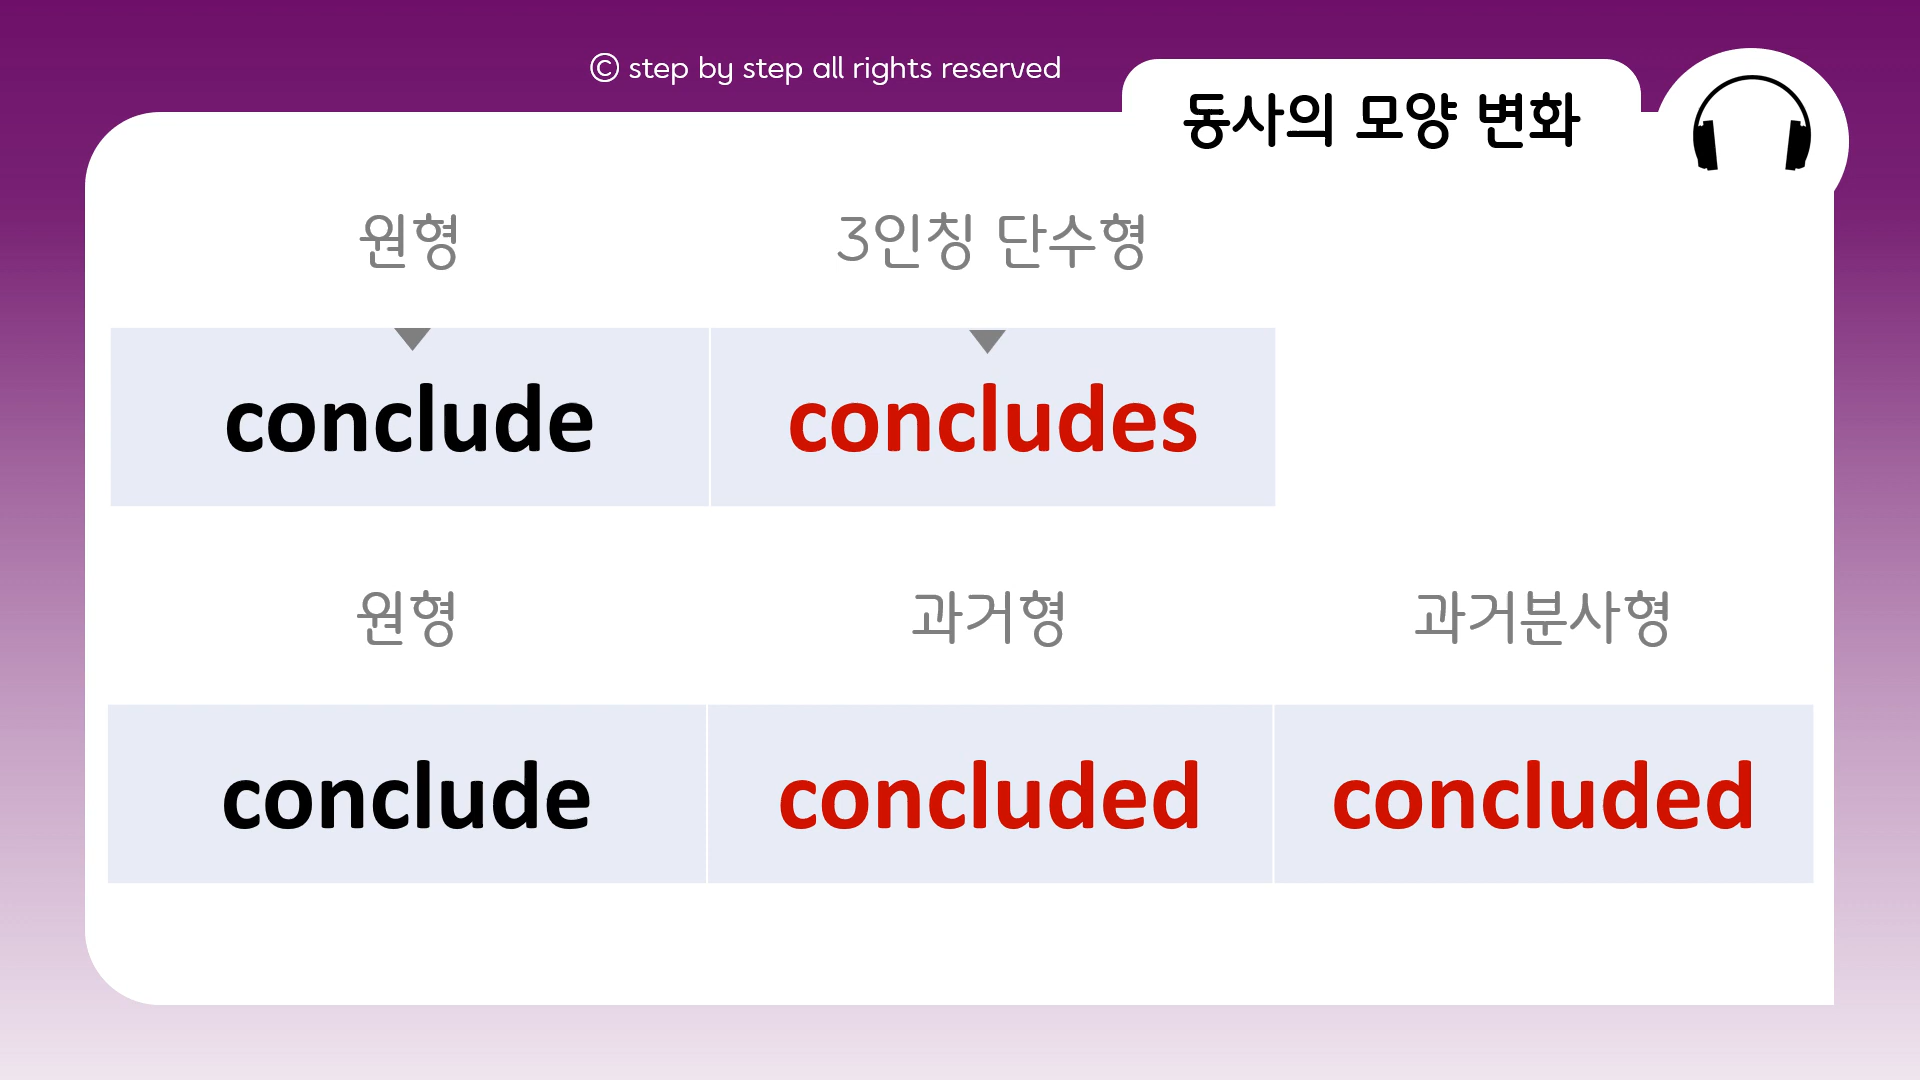 © step by step all rights reserved
동사의 모양 변화
원형 3인칭 단수형
conclude concludes
원형 과거형 과거분사형
conclude concluded concluded